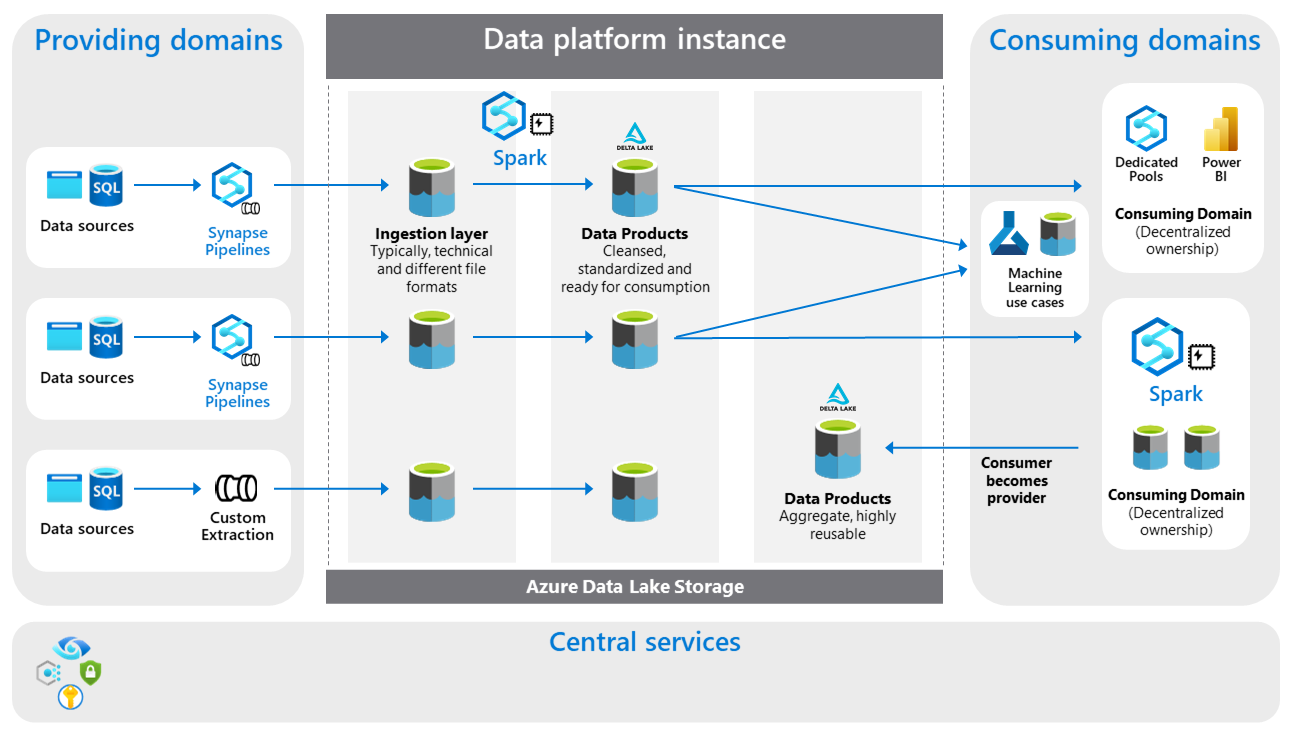 Providing domains
Data platform instance
Consuming domains
SQL
Data sources
Synapse
Pipelines
SQL
Data sources
Synapse
Pipelines
SQL
Data sources
Custom
Extraction
Spark
DELTA LAKE
Ingestion layer
Typically, technical
and different file
formats
Data Products
Cleansed,
standardized and
ready for consumption
DELTA LAKE
Data Products
Aggregate, highly
reusable
Azure Data Lake Storage
Dedicated
Pools
Power
BI
Consuming Domain
(Decentralized
ownership)
Machine
Learning
use cases
Spark
Consumer
becomes
provider
Consuming Domain
(Decentralized
ownership)
Central services